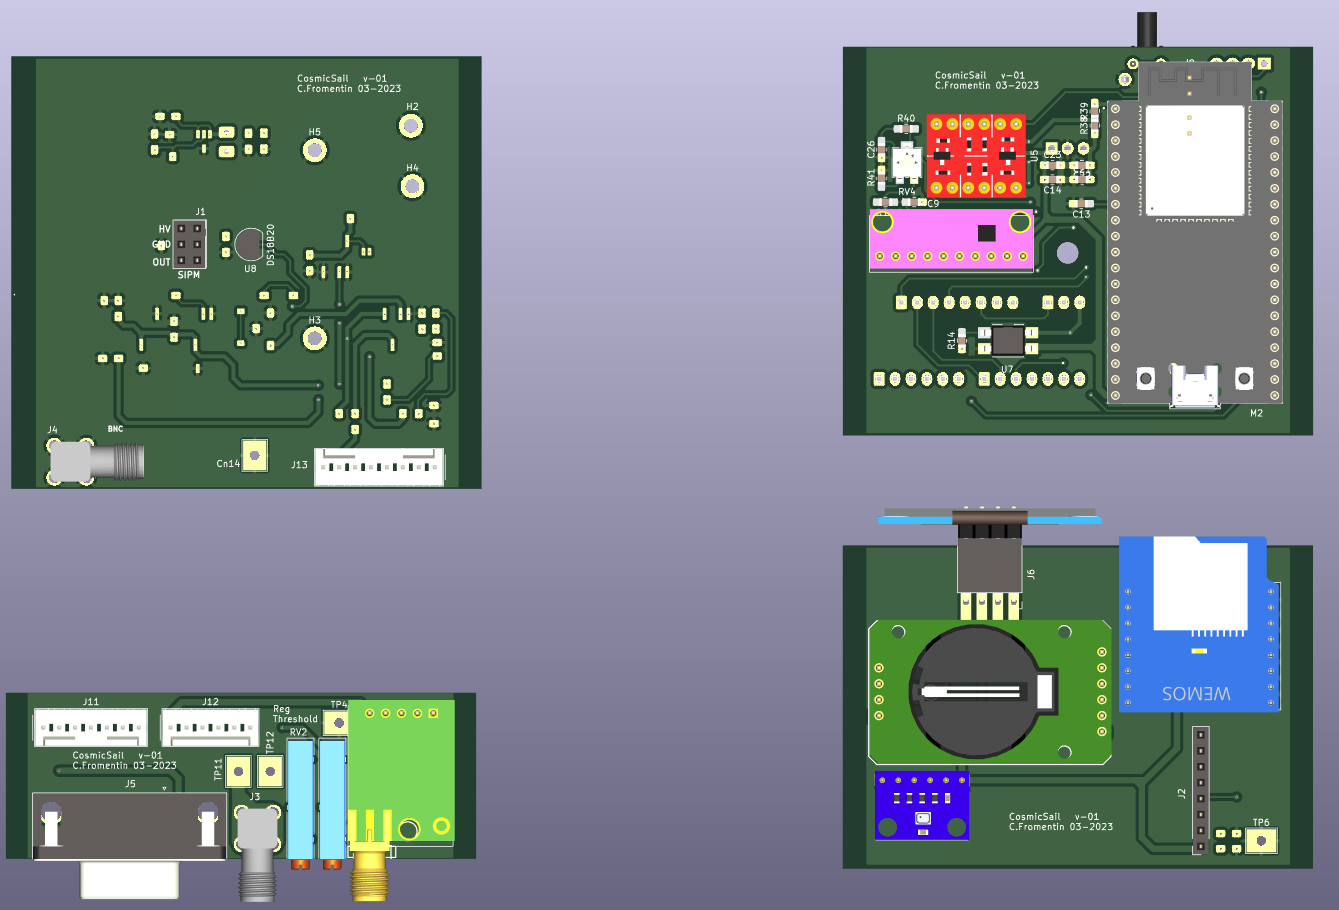 CosmicSail v-01
C.Fromentin 03-2023
H2
H5
H4
J1
HV
GND
OUT
SIPM
U8
DS18B20
H3
J4
BNC
Cn14
J13
CosmicSail v-01
C.Fromentin 03-2023
R40
C26
R41
RV4
C9
U5
R39
R38
C14
C13
R14
U7
M2
J11
J12
Reg
Threshold
TP4
RV2
CosmicSail v-01
C.Fromentin 03-2023
TP11
TP12
J5
J3
J6
WEMOS
J2
CosmicSail v-01
C.Fromentin 03-2023
TP6